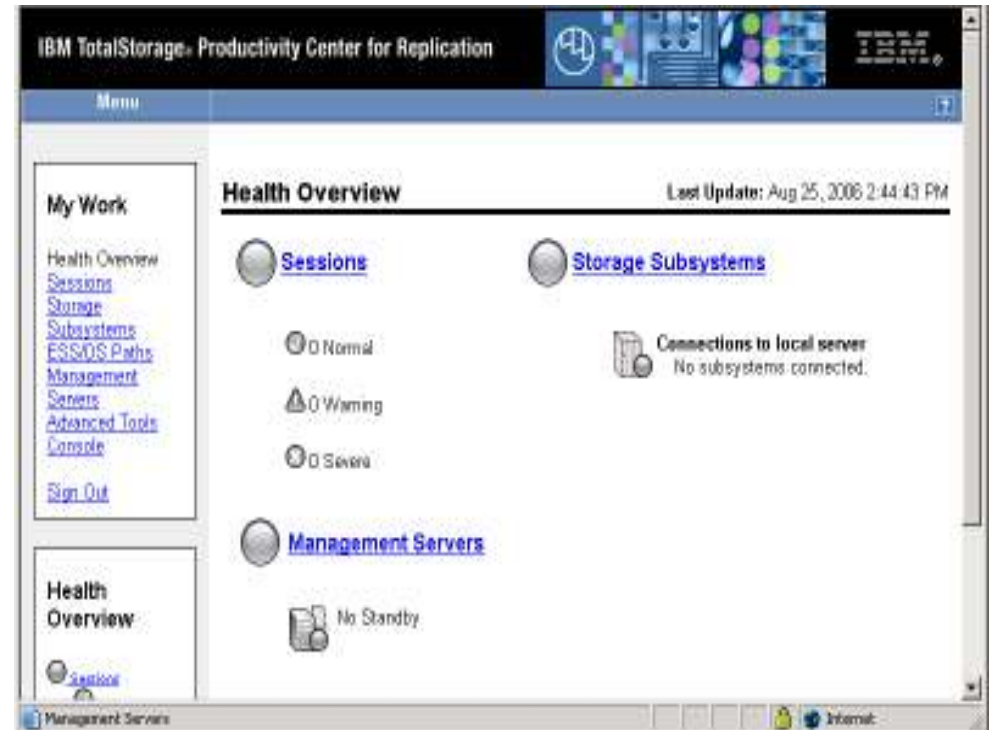 IBM TotalStorage® Productivity Center for Replication
IBM®
Menu
?
My Work
Health Overview
Sessions
Storage
Subsystems
ESS/DS Paths
Management
Servers
Advanced Tools
Console
Sign Out
Health Overview
Last Update: Aug 25, 2006 2:44:43 PM
Sessions
0 Normal
0 Warning
0 Severe
Storage Subsystems
Connections to local server
No subsystems connected.
Management Servers
No Standby
Health
Overview
Sessions
Management Servers
Internet